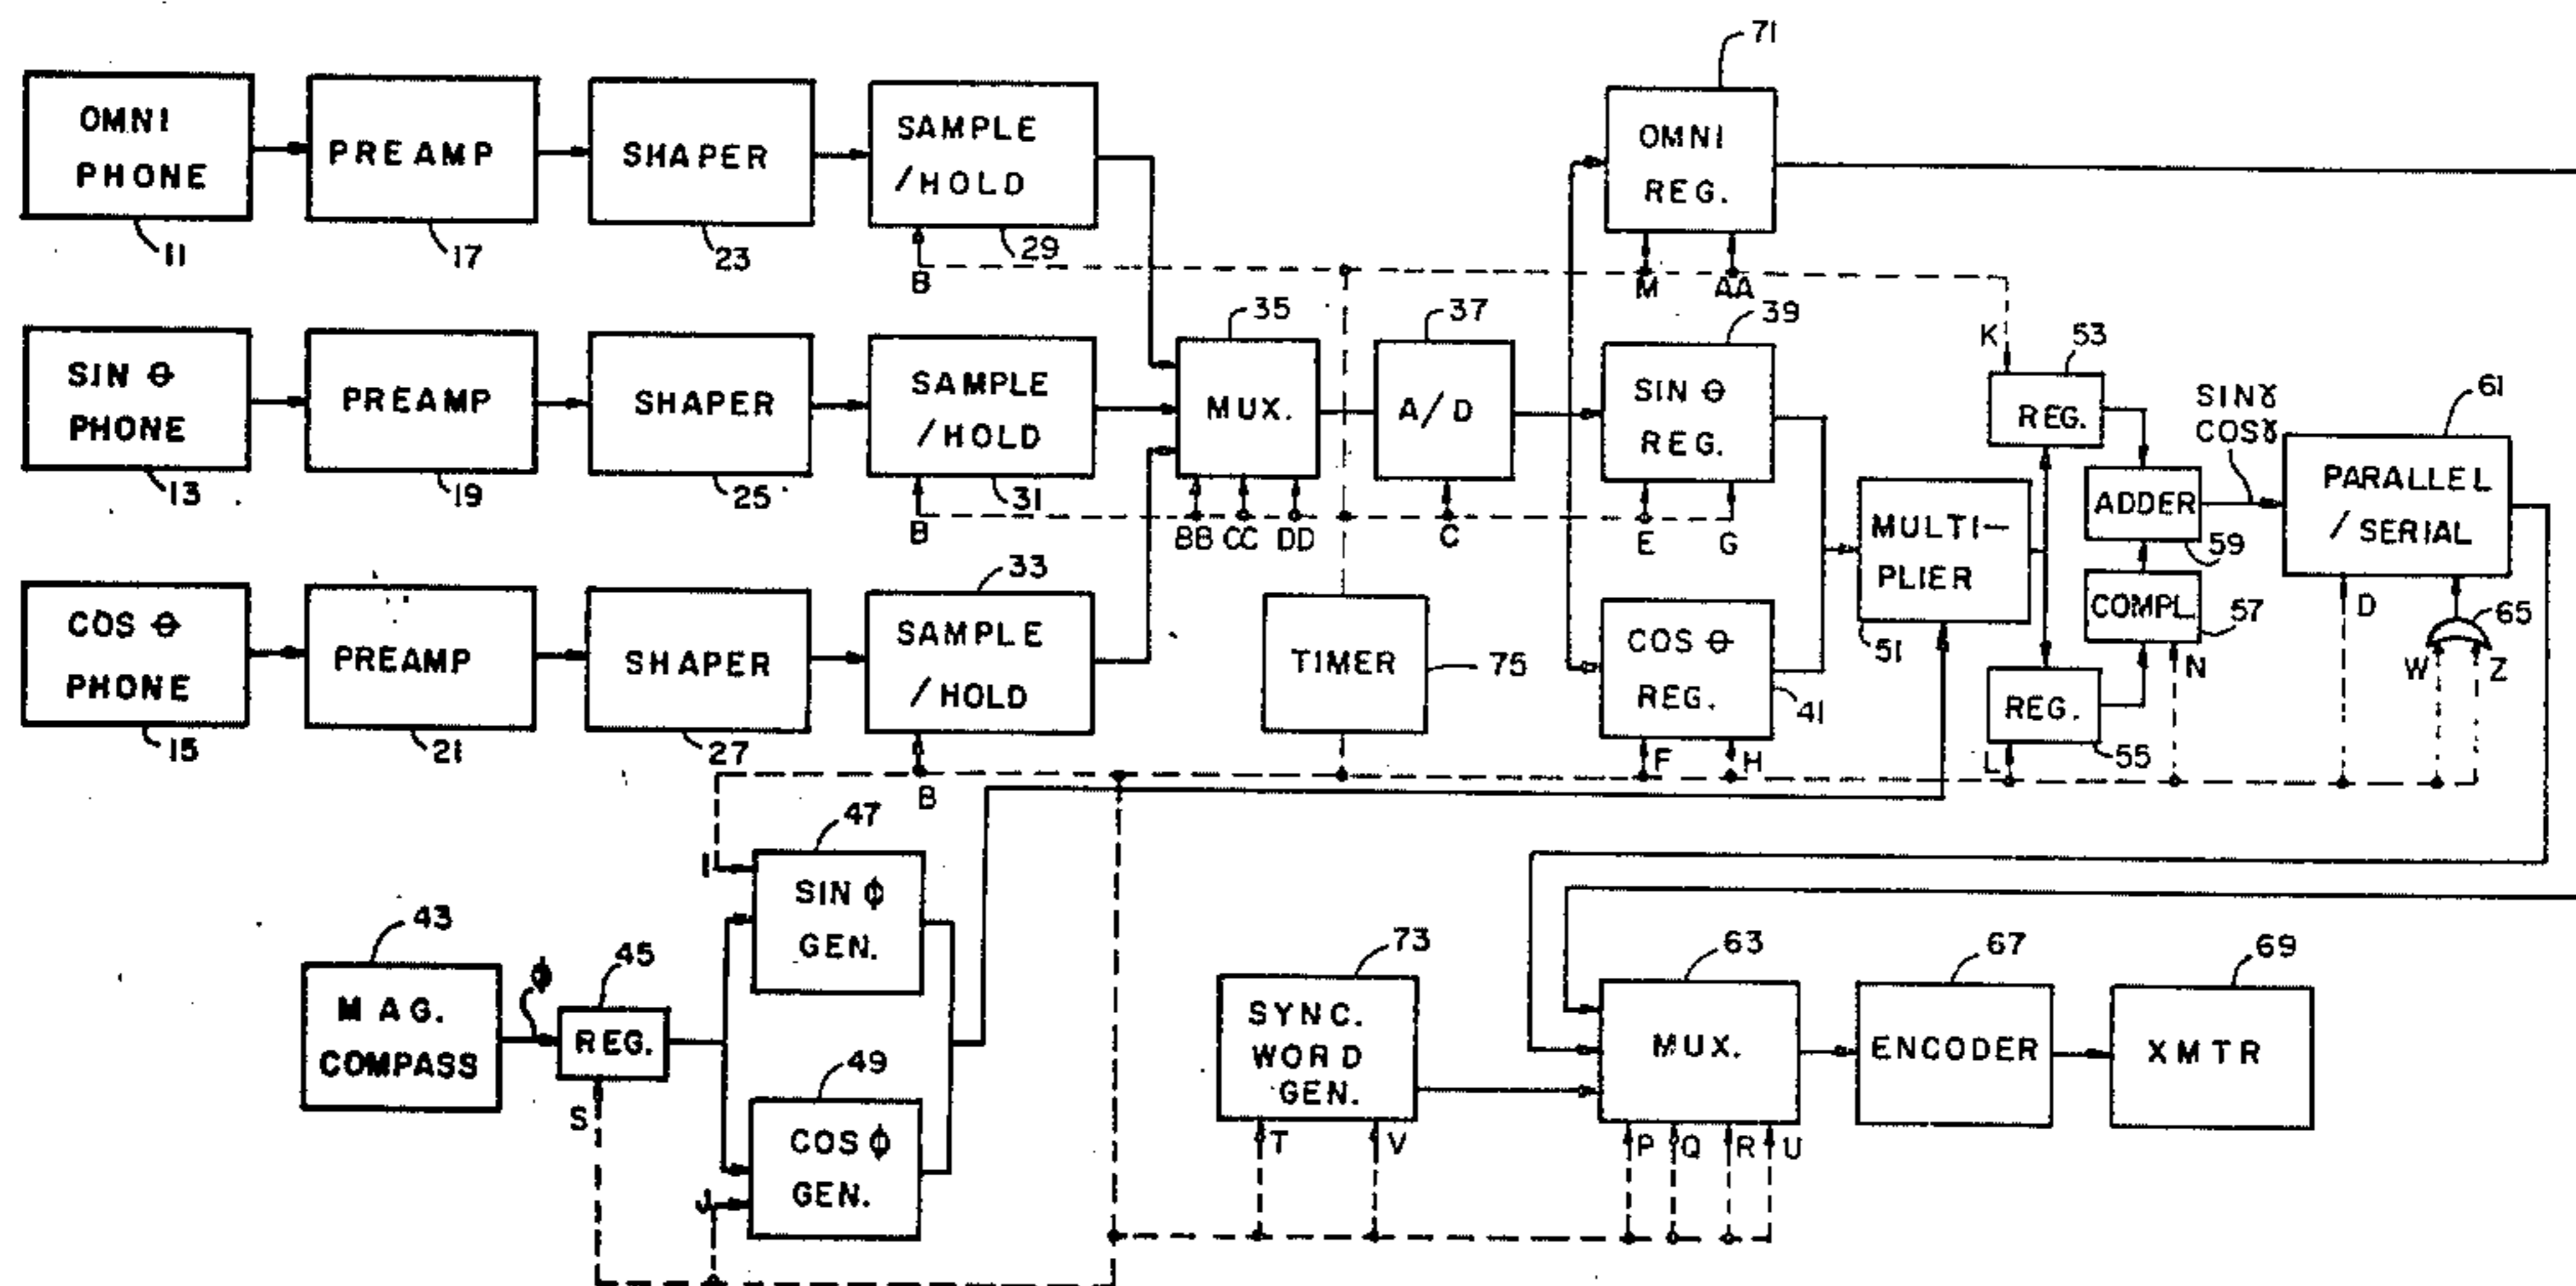 71
OMNI
PHONE
11
PREAMP
17
SHAPER
23
SAMPLE
/HOLD
29
B
OMNI
REG.
M
AA
SIN θ
PHONE
13
PREAMP
19
SHAPER
25
SAMPLE
/HOLD
31
B
35
MUX.
BB CC DD
37
A/D
C
39
SIN θ
REG.
E
G
K
53
REG.
SINɣ
COSɣ
61
PARALLEL
/ SERIAL
ADDER
59
MULTI-
PLIER
51
COMPL.
57
N
D
65
W
Z
COS θ
PHONE
15
PREAMP
21
SHAPER
27
33
SAMPLE
/HOLD
B
TIMER
75
COS θ
REG.
41
F
H
REG.
55
L
47
I
SIN ϕ
GEN.
43
MAG.
COMPASS
ϕ
45
REG.
S
49
COS ϕ
GEN.
J
73
SYNC.
WORD
GEN.
T
V
63
MUX.
P Q R U
67
ENCODER
69
XMTR